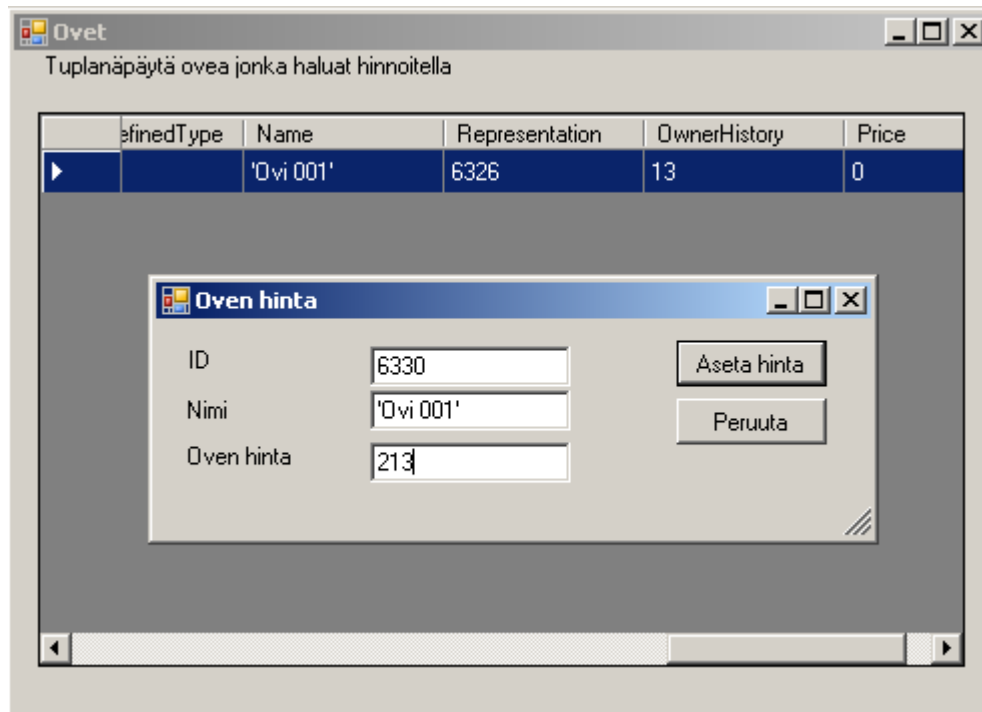 Ovet
Tuplanäpäytä ovea jonka haluat hinnoitella
efinedType Name Representation OwnerHistory Price
'Ovi 001' 6326 13 0
Oven hinta
ID 6330 Aseta hinta
Nimi 'Ovi 001' Peruuta
Oven hinta 213